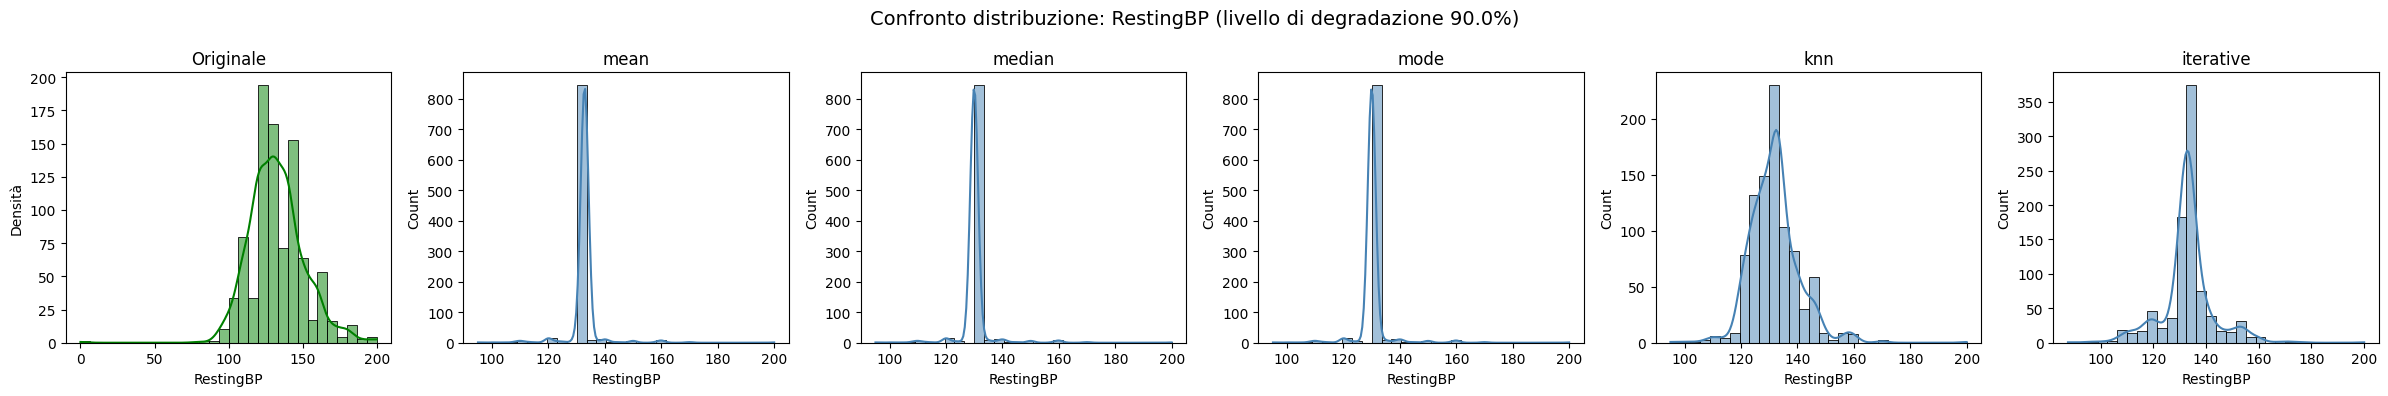 Confronto distribuzione: RestingBP (livello di degradazione 90.0%)
Originale
Densità
200
175
150
125
100
75
50
25
0
0 50 100 150 200
RestingBP
mean
Count
800
700
600
500
400
300
200
100
0
100 120 140 160 180 200
RestingBP
median
Count
800
700
600
500
400
300
200
100
0
100 120 140 160 180 200
RestingBP
mode
Count
800
700
600
500
400
300
200
100
0
100 120 140 160 180 200
RestingBP
knn
Count
200
150
100
50
0
100 120 140 160 180 200
RestingBP
iterative
Count
350
300
250
200
150
100
50
0
100 120 140 160 180 200
RestingBP